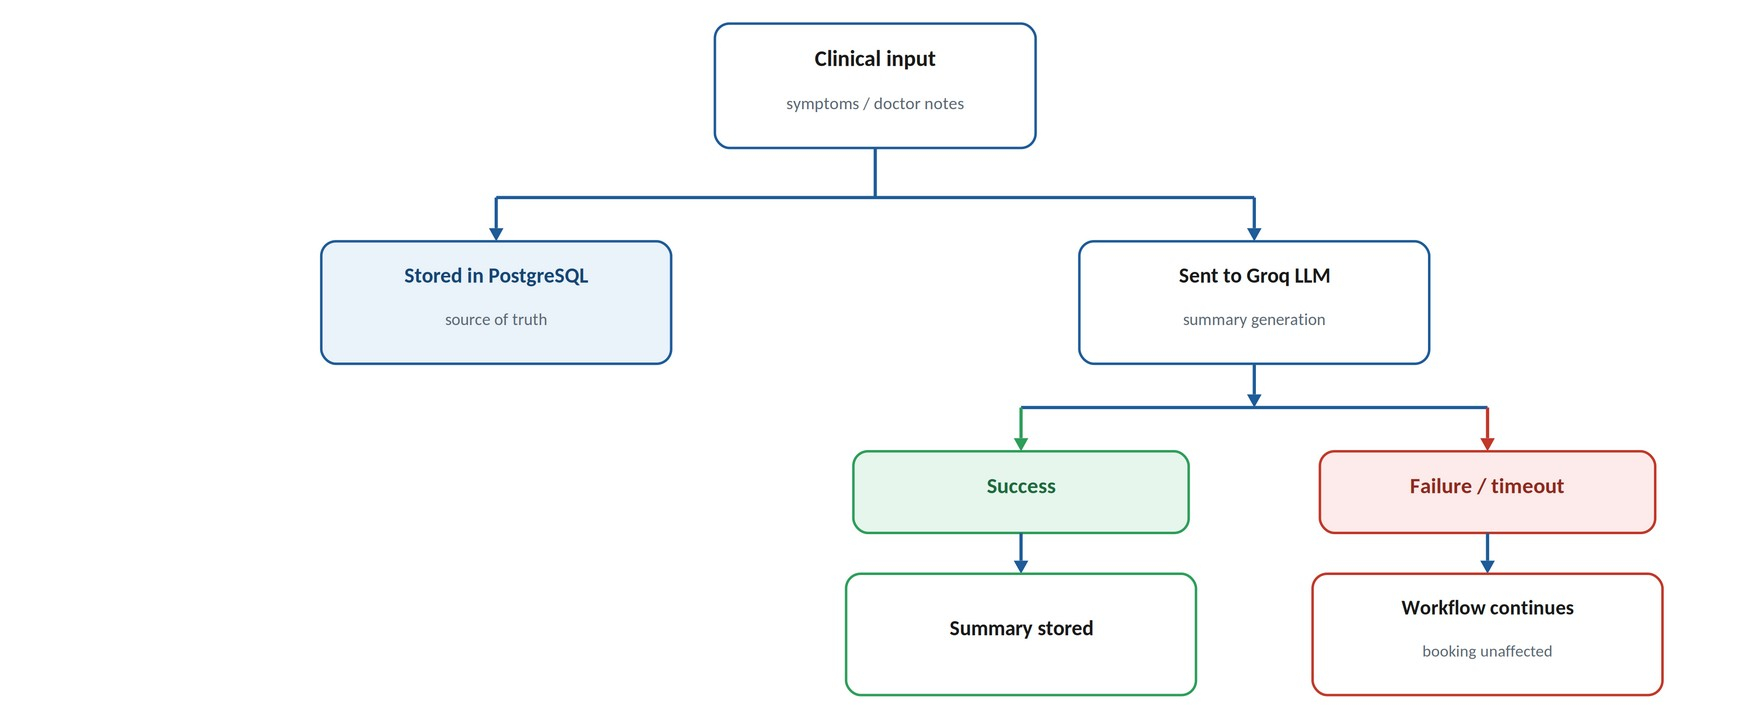 Clinical input
symptoms / doctor notes
Stored in PostgreSQL
source of truth
Sent to Groq LLM
summary generation
Success
Failure / timeout
Summary stored
Workflow continues
booking unaffected